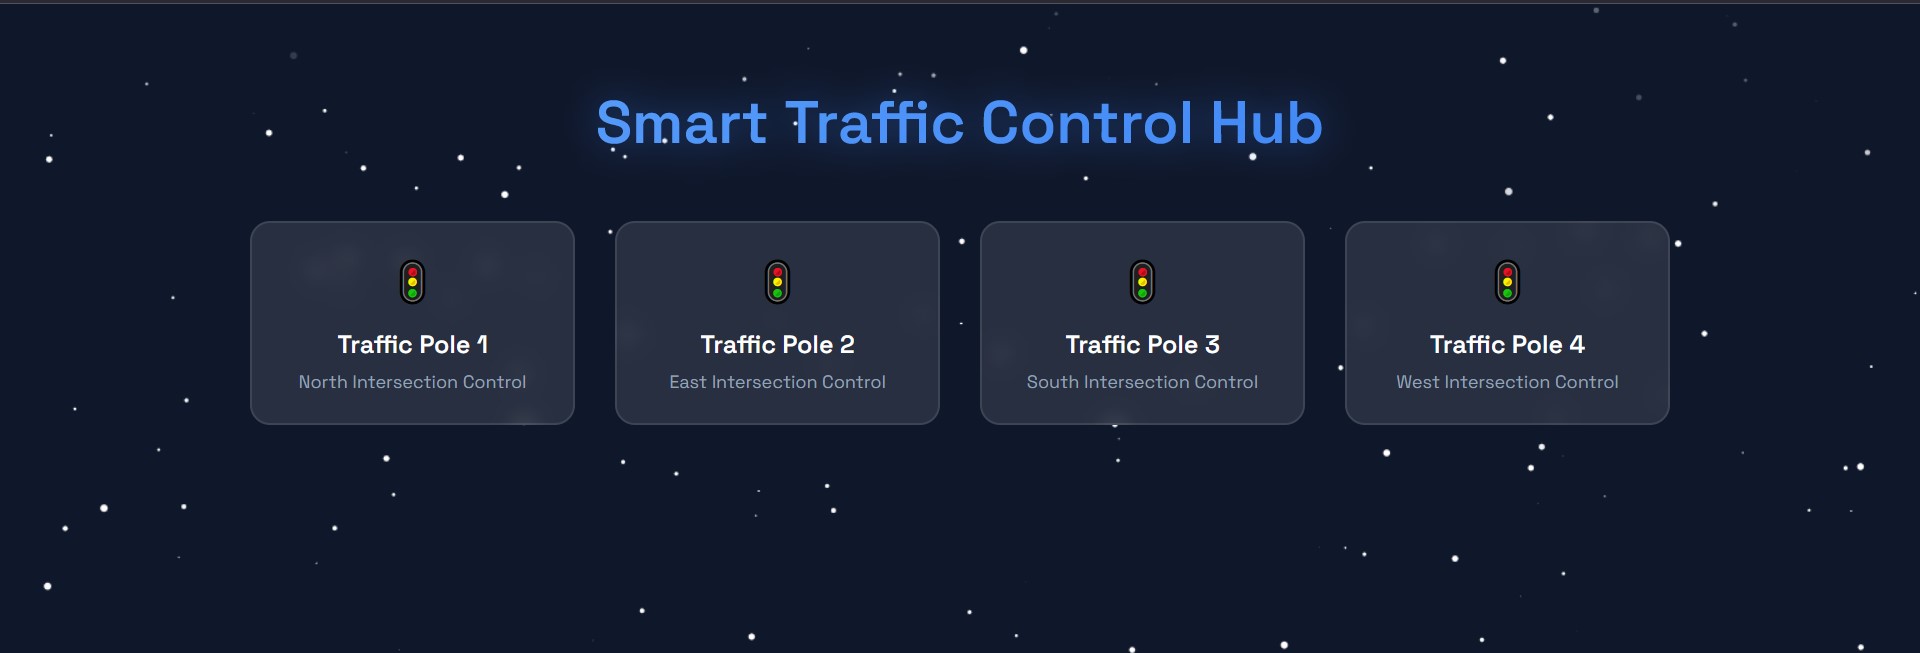 Smart Traffic Control Hub
Traffic Pole 1
North Intersection Control
Traffic Pole 2
East Intersection Control
Traffic Pole 3
South Intersection Control
Traffic Pole 4
West Intersection Control